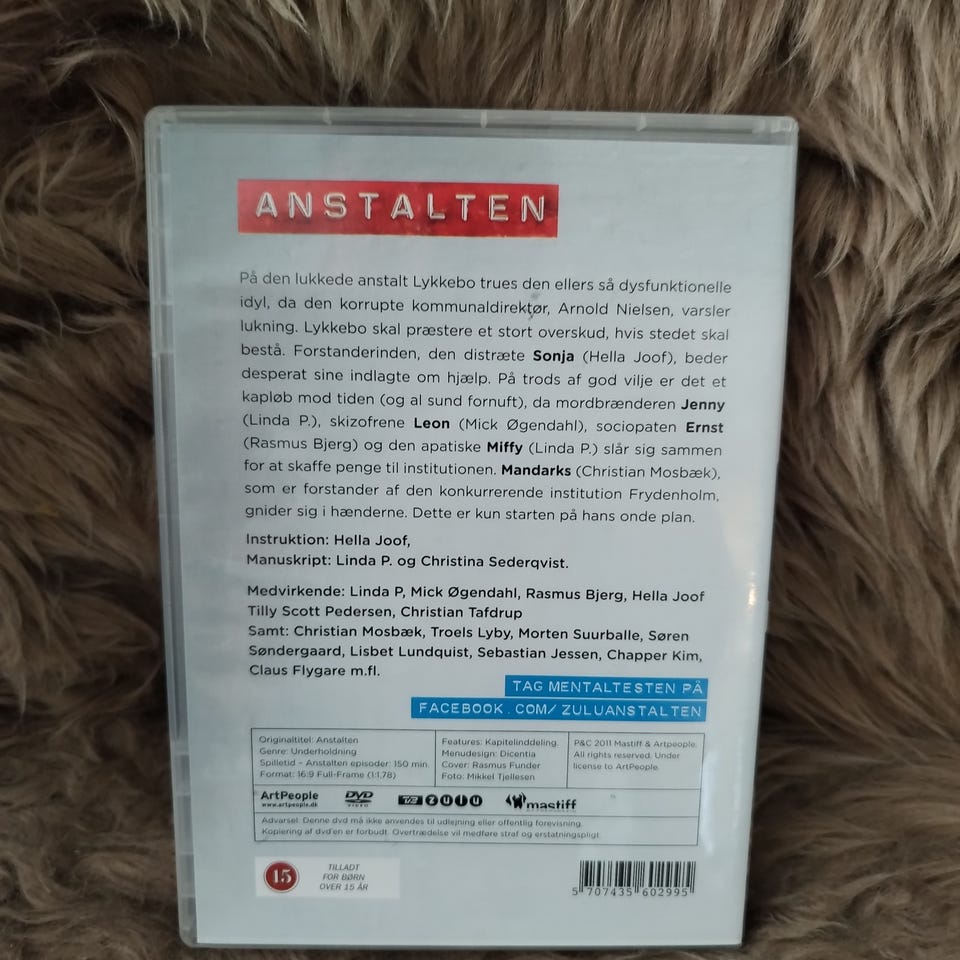 ANSTALTEN
På den lukkede anstalt Lykkebo trues den ellers så dysfunktionelle
idyl, da den korrupte kommunaldirektør, Arnold Nielsen, varsler
lukning. Lykkebo skal præstere et stort overskud, hvis stedet skal
bestå. Forstanderinden, den distræte Sonja (Hella Joof), beder
desperat sine indlagte om hjælp. På trods af god vilje er det et
kapløb mod tiden (og al sund fornuft), da mordbrænderen Jenny
(Linda P.), skizofrene Leon (Mick Øgendahl), sociopaten Ernst
(Rasmus Bjerg) og den apatiske Miffy (Linda P.) slår sig sammen
for at skaffe penge til institutionen. Mandarks (Christian Mosbæk),
som er forstander af den konkurrerende institution Frydenholm,
gnider sig i hænderne. Dette er kun starten på hans onde plan.
Instruktion: Hella Joof,
Manuskript: Linda P. og Christina Sederqvist.
Medvirkende: Linda P, Mick Øgendahl, Rasmus Bjerg, Hella Joof
Tilly Scott Pedersen, Christian Tafdrup
Samt: Christian Mosbæk, Troels Lyby, Morten Suurballe, Søren
Søndergaard, Lisbet Lundquist, Sebastian Jessen, Chapper Kim,
Claus Flygare m.fl.
TAG MENTALTESTEN PÅ
FACEBOOK.COM/ ZULUANSTALTEN
Originaltitel: Anstalten
Genre: Underholdning
Spilletid - Anstalten episoder: 150 min.
Format: 16:9 Full-Frame (1:1,78)
Features: Kapitelinddeling.
Menudesign: Dicentia
Cover: Rasmus Funder
Foto: Mikkel Tjellesen
P&C 2011 Mastiff & Artpeople.
All rights reserved. Under
license to ArtPeople.
ArtPeople
www.artpeople.dk
DVD
VIDEO
TV2 ZULU
mastiff
Advarsel: Denne dvd må ikke anvendes til udlejning eller offentlig forevisning.
Kopiering af dvd'en er forbudt. Overtrædelse vil medføre straf og erstatningspligt.
15
TILLADT
FOR BØRN
OVER 15 ÅR
5 707435 602995